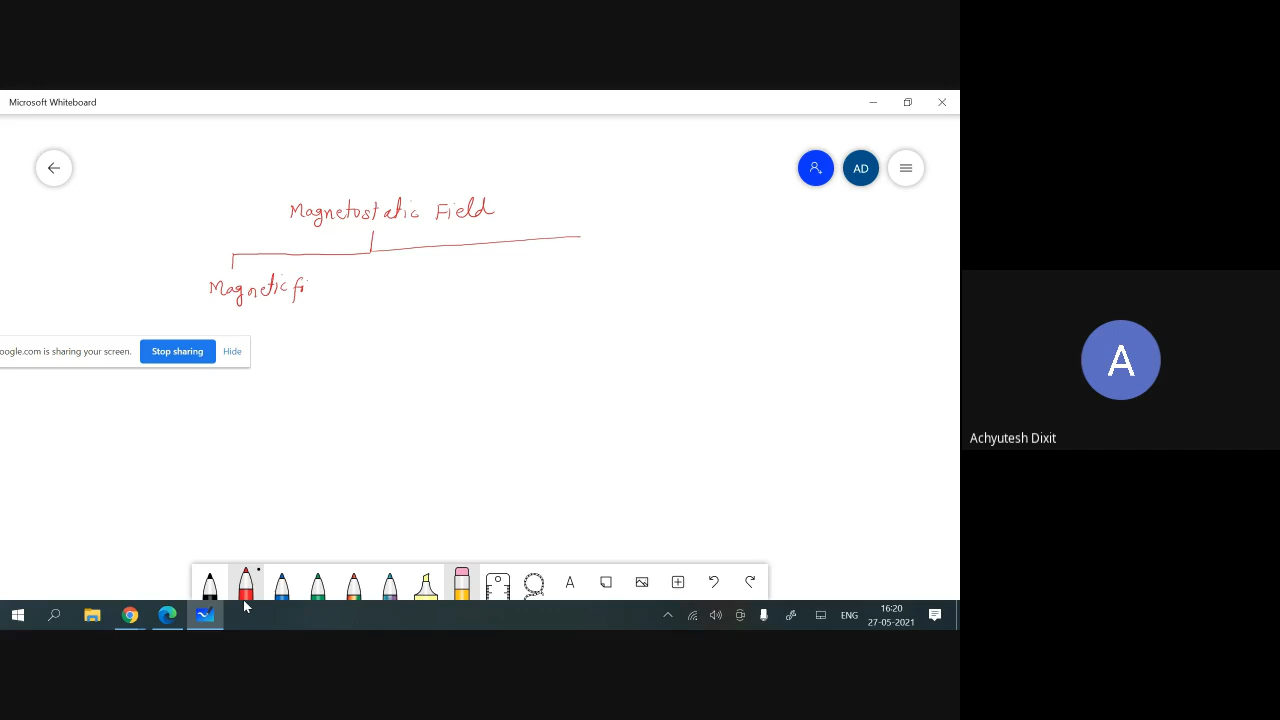 Microsoft Whiteboard
AD
Magnetostatic Field
Magnetic fi
oogle.com is sharing your screen.
Stop sharing
Hide
A
Achyutesh Dixit
A
ENG
16:20
27-05-2021